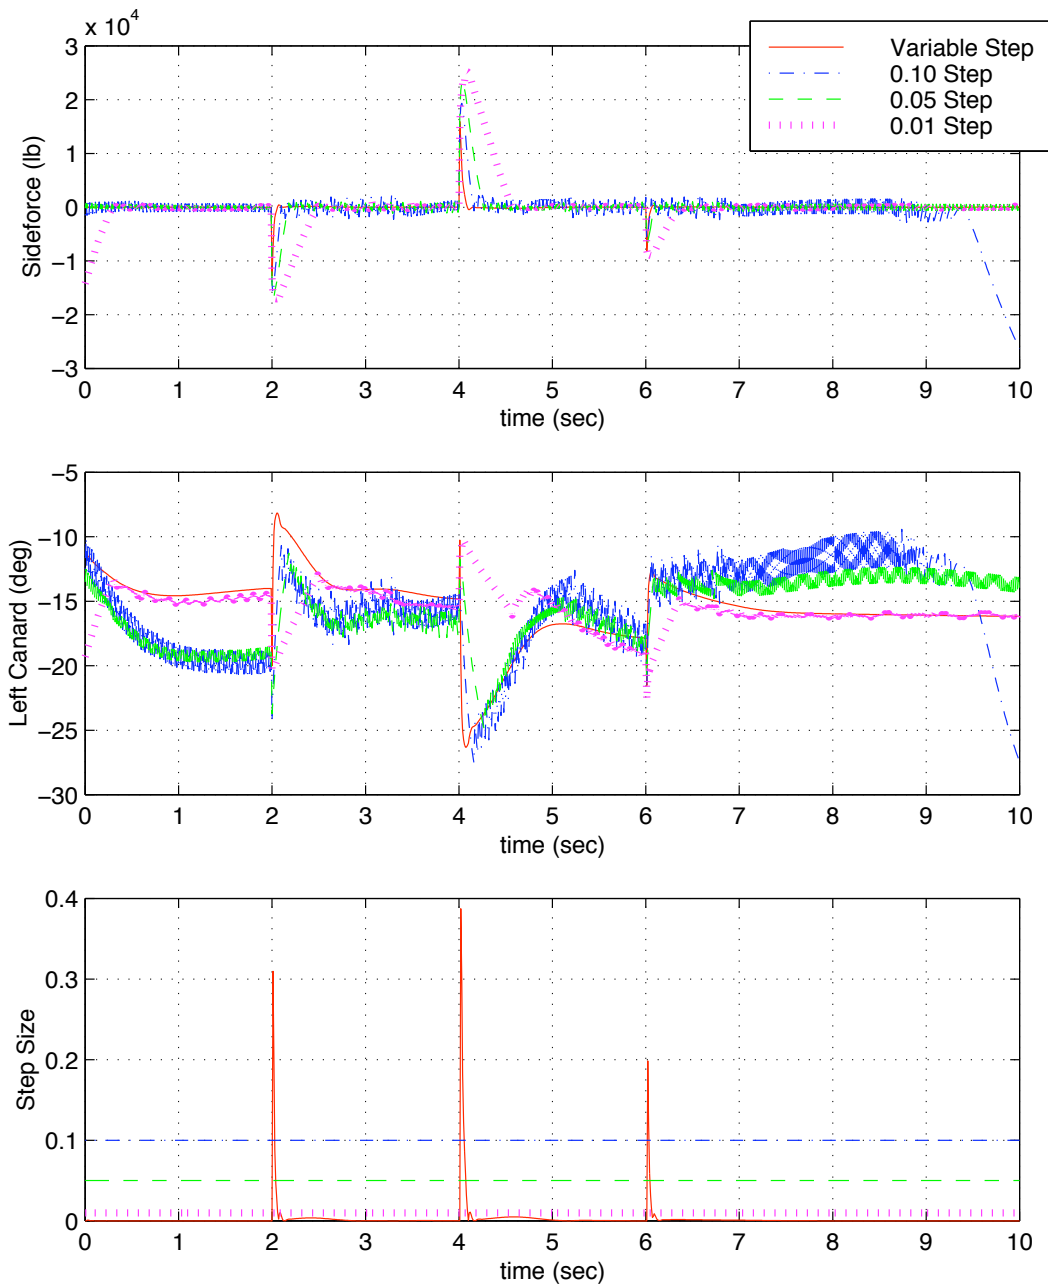 x 10⁴
Variable Step
0.10 Step
0.05 Step
0.01 Step
3
2
1
0
−1
−2
−3
Sideforce (lb)
0 1 2 3 4 5 6 7 8 9 10
time (sec)
−5
−10
−15
−20
−25
−30
Left Canard (deg)
0 1 2 3 4 5 6 7 8 9 10
time (sec)
0.4
0.3
0.2
0.1
0
Step Size
0 1 2 3 4 5 6 7 8 9 10
time (sec)